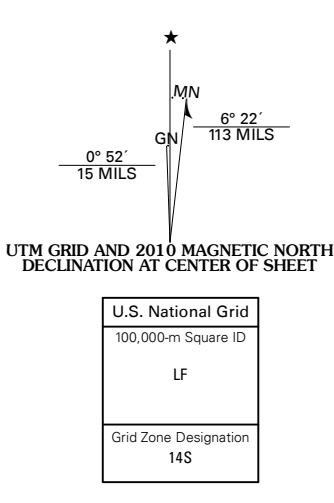 ★
MN
GN
6° 22´
113 MILS
0° 52´
15 MILS
UTM GRID AND 2010 MAGNETIC NORTH
DECLINATION AT CENTER OF SHEET
U.S. National Grid
100,000-m Square ID
LF
Grid Zone Designation
14S